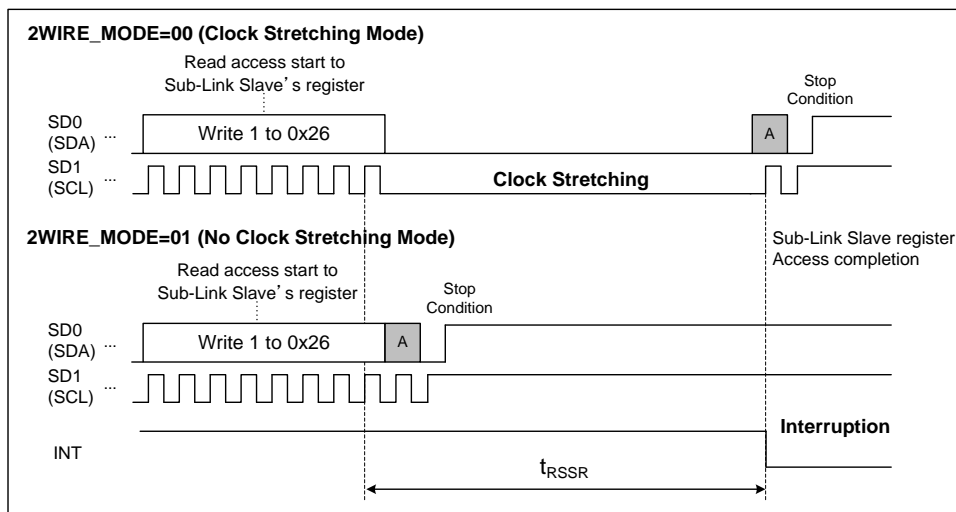 2WIRE_MODE=00 (Clock Stretching Mode)
Read access start to
Sub-Link Slave's register
Stop
Condition
SD0
(SDA) ...
Write 1 to 0x26
A
SD1
(SCL) ...
Clock Stretching
2WIRE_MODE=01 (No Clock Stretching Mode)
Sub-Link Slave register
Access completion
Read access start to
Sub-Link Slave's register
Stop
Condition
SD0
(SDA) ...
Write 1 to 0x26
A
SD1
(SCL) ...
Interruption
INT
tRSSR